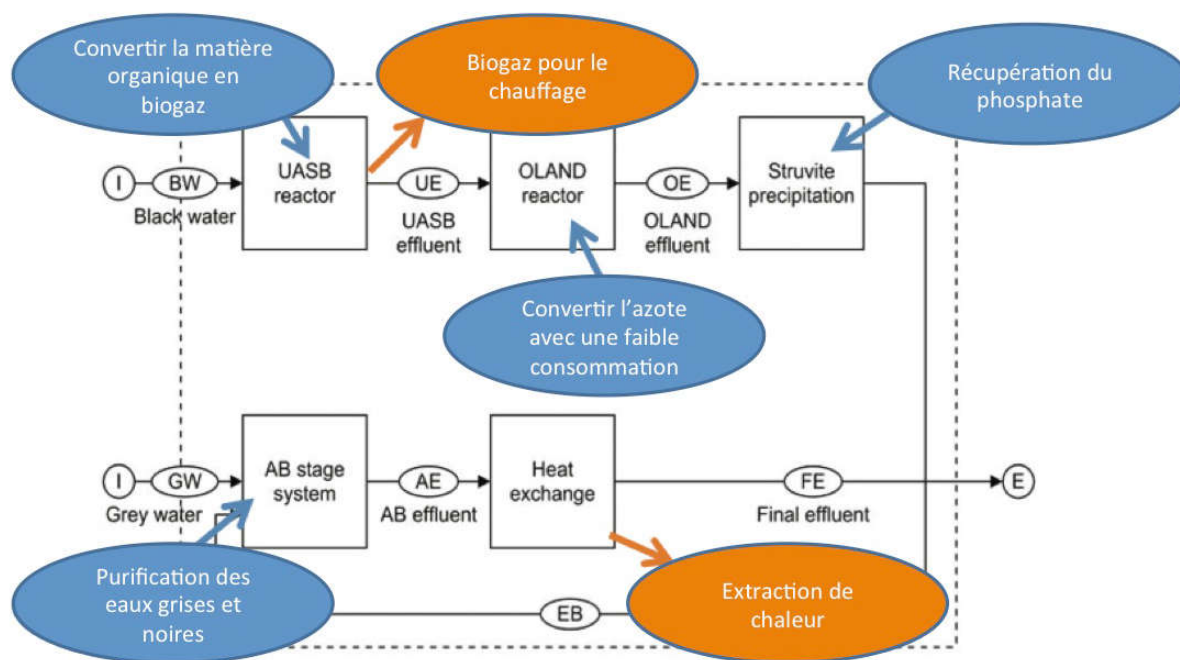 Convertir la matière
organique en
biogaz
Biogaz pour le
chauffage
Récupération du
phosphate
I
BW
Black water
UASB
reactor
UE
UASB
effluent
OLAND
reactor
OE
OLAND
effluent
Struvite
precipitation
Convertir l’azote
avec une faible
consommation
I
GW
Grey water
AB stage
system
AE
AB effluent
Heat
exchange
FE
Final effluent
E
Purification des
eaux grises et
noires
EB
Extraction de
chaleur